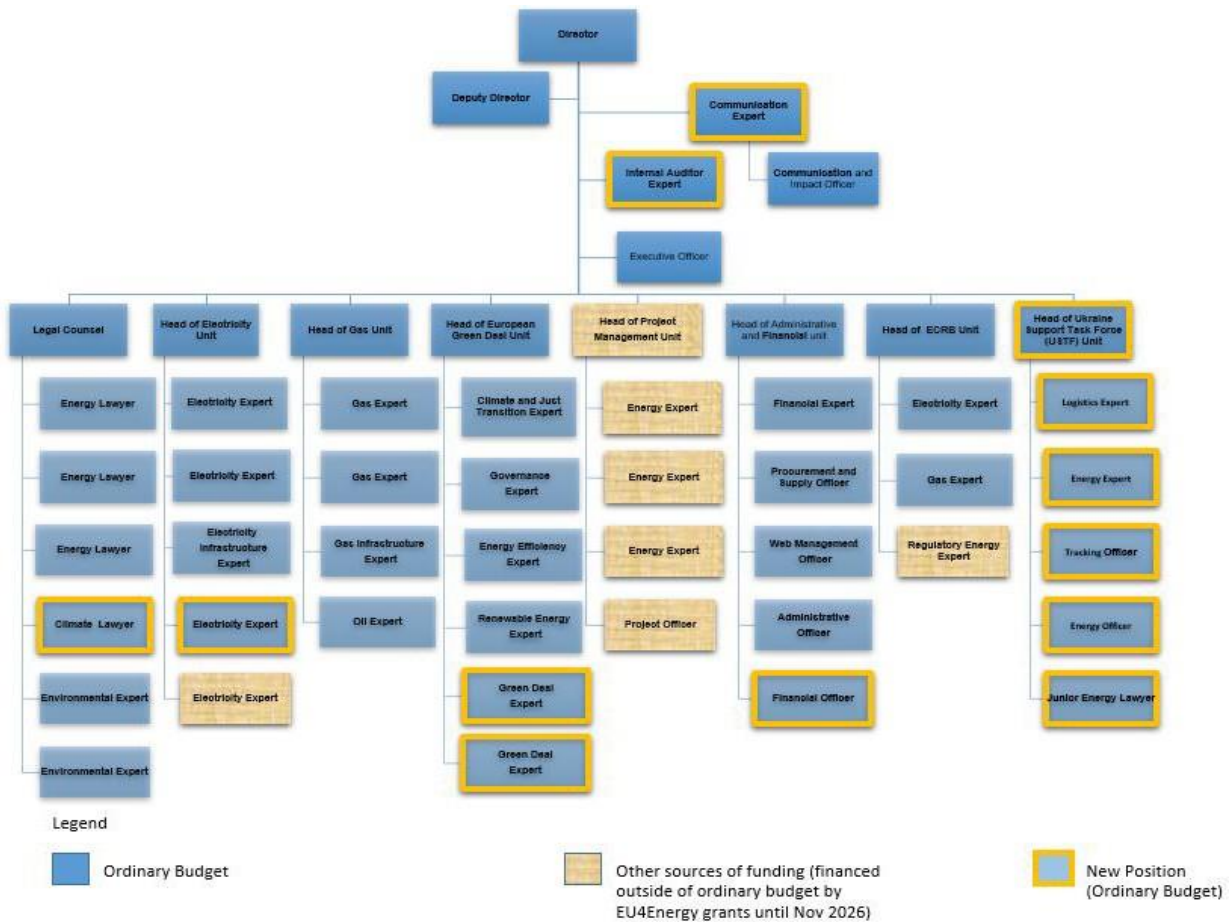 Director
Deputy Director
Communication
Expert
Internal Auditor
Expert
Communication and
Impact Officer
Executive Officer
Legal Counsel
Head of Electricity
Unit
Head of Gas Unit
Head of European
Green Deal Unit
Head of Project
Management Unit
Head of Administrative
and Financial unit
Head of ECRB Unit
Head of Ukraine
Support Task Force
(USTF) Unit
Energy Lawyer
Energy Lawyer
Energy Lawyer
Climate Lawyer
Environmental Expert
Environmental Expert
Electricity Expert
Electricity Expert
Electricity
Infrastructure
Expert
Electricity Expert
Electricity Expert
Gas Expert
Gas Expert
Gas Infrastructure
Expert
Oil Expert
Climate and Just
Transition Expert
Governance
Expert
Energy Efficiency
Expert
Renewable Energy
Expert
Green Deal
Expert
Green Deal
Expert
Energy Expert
Energy Expert
Energy Expert
Project Officer
Financial Expert
Procurement and
Supply Officer
Web Management
Officer
Administrative
Officer
Financial Officer
Electricity Expert
Gas Expert
Regulatory Energy
Expert
Logistics Expert
Energy Expert
Tracking Officer
Energy Officer
Junior Energy Lawyer
Legend
Ordinary Budget
Other sources of funding (financed
outside of ordinary budget by
EU4Energy grants until Nov 2026)
New Position
(Ordinary Budget)